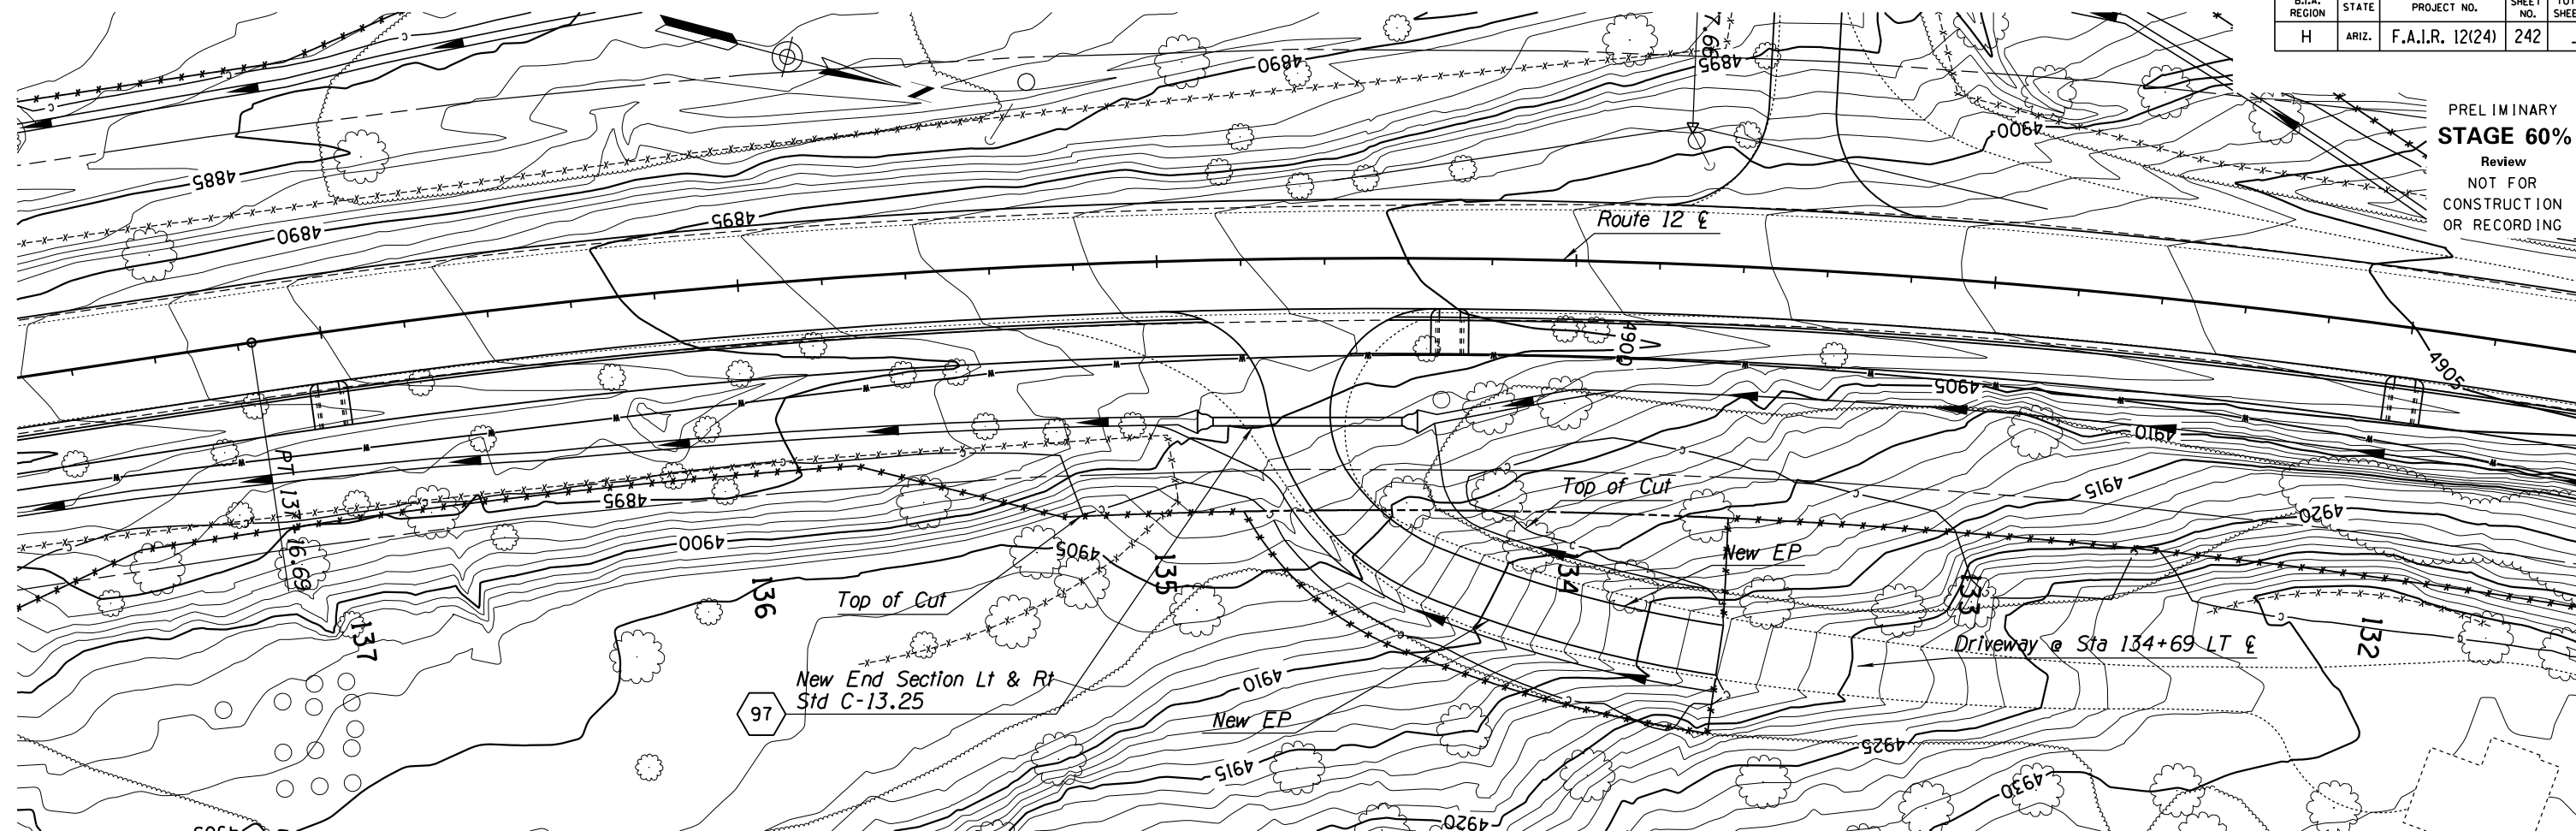 B.I.A. REGION STATE PROJECT NO. SHEET NO.
H ARIZ. F.A.I.R. 12(24) 242
PRELIMINARY
STAGE 60%
Review
NOT FOR
CONSTRUCTION
OR RECORDING
4890
4895
4900
4885
4890
4895
Route 12 ℄
4900
4905
4905
4910
PT 137+16.69
4895
4900
4905
Top of Cut
4915
4920
New EP
137
136
135
134
133
132
Top of Cut
Driveway @ Sta 134+69 LT ℄
New End Section Lt & Rt
Std C-13.25
97
4910
New EP
4915
4925
4930
4920